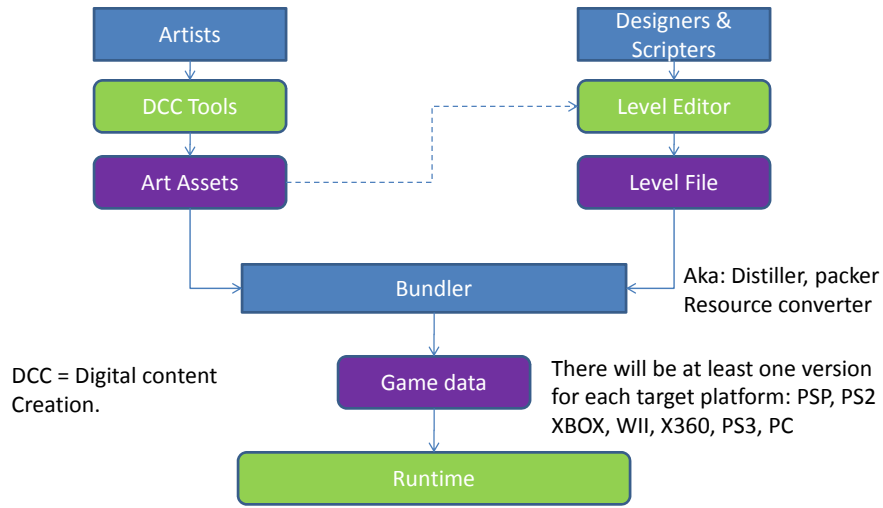 Artists
Designers &
Scripters
DCC Tools
Level Editor
Art Assets
Level File
Bundler
Aka: Distiller, packer
Resource converter
DCC = Digital content
Creation.
Game data
There will be at least one version
for each target platform: PSP, PS2
XBOX, WII, X360, PS3, PC
Runtime